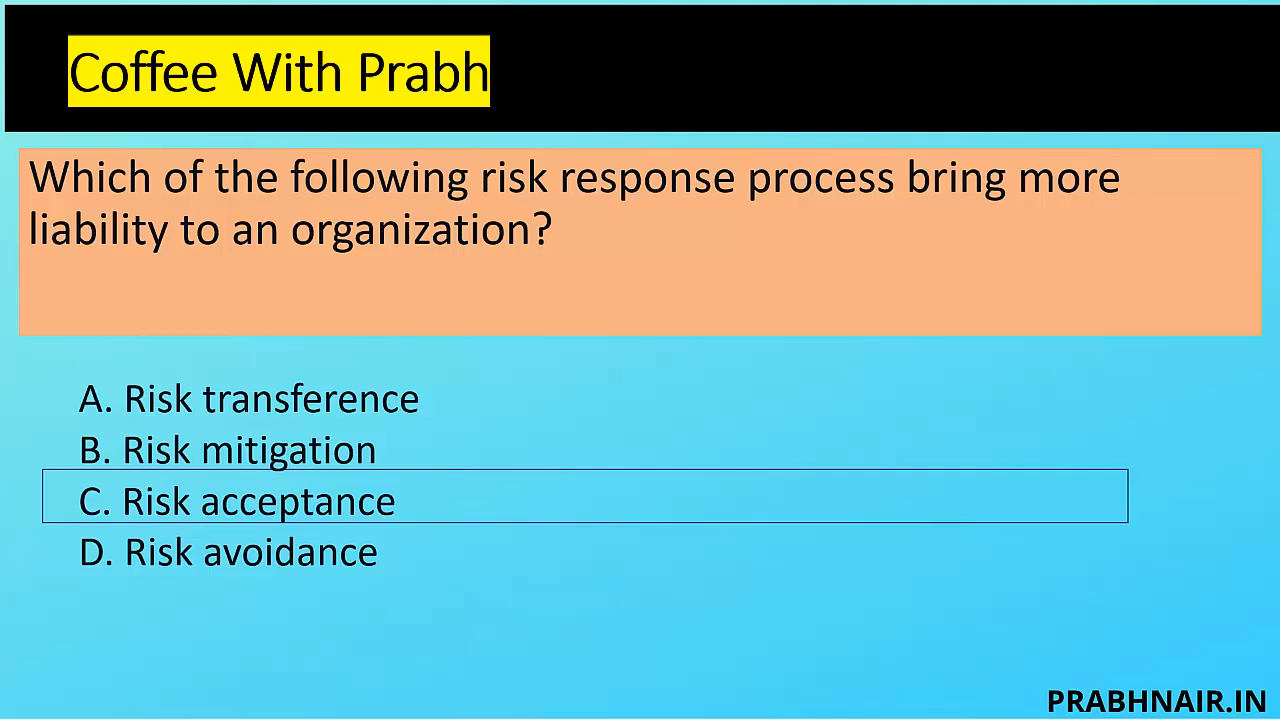 Coffee With Prabh
Which of the following risk response process bring more
liability to an organization?
A. Risk transference
B. Risk mitigation
C. Risk acceptance
D. Risk avoidance
PRABHNAIR.IN